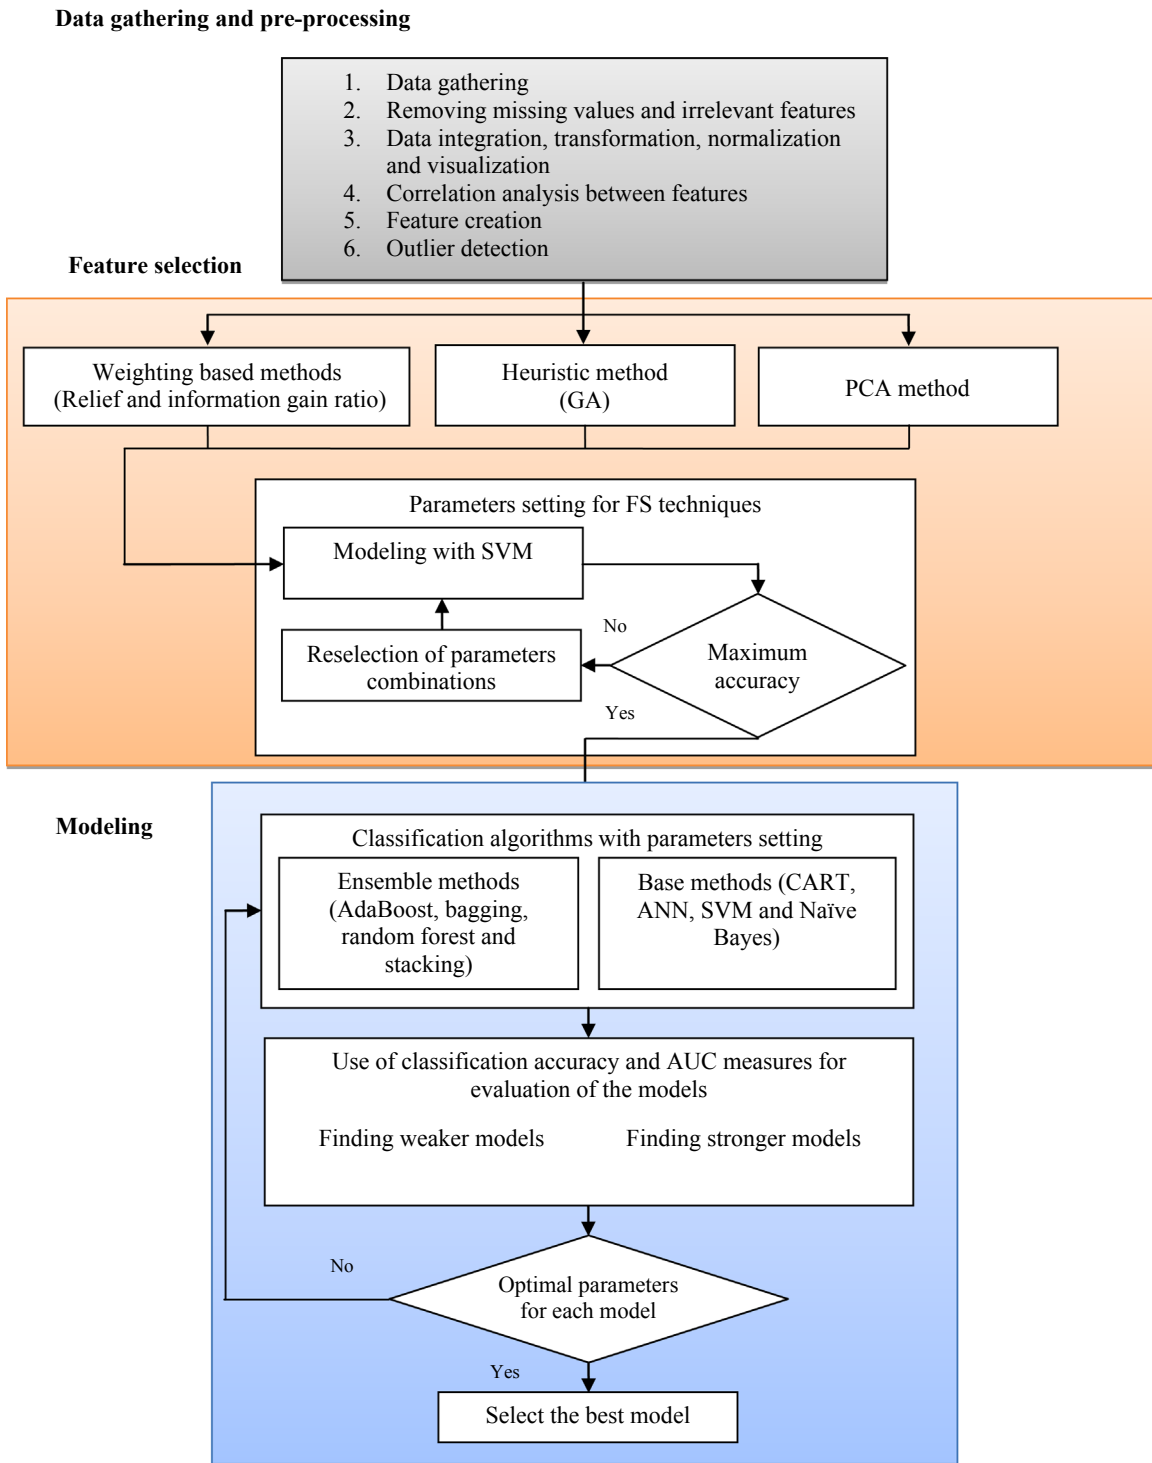 Data gathering and pre-processing
1. Data gathering
2. Removing missing values and irrelevant features
3. Data integration, transformation, normalization
and visualization
4. Correlation analysis between features
5. Feature creation
6. Outlier detection
Feature selection
Weighting based methods
(Relief and information gain ratio)
Heuristic method
(GA)
PCA method
Parameters setting for FS techniques
Modeling with SVM
No
Reselection of parameters
combinations
Maximum
accuracy
Yes
Modeling
Classification algorithms with parameters setting
Ensemble methods
(AdaBoost, bagging,
random forest and
stacking)
Base methods (CART,
ANN, SVM and Naïve
Bayes)
Use of classification accuracy and AUC measures for
evaluation of the models
Finding weaker models
Finding stronger models
No
Optimal parameters
for each model
Yes
Select the best model